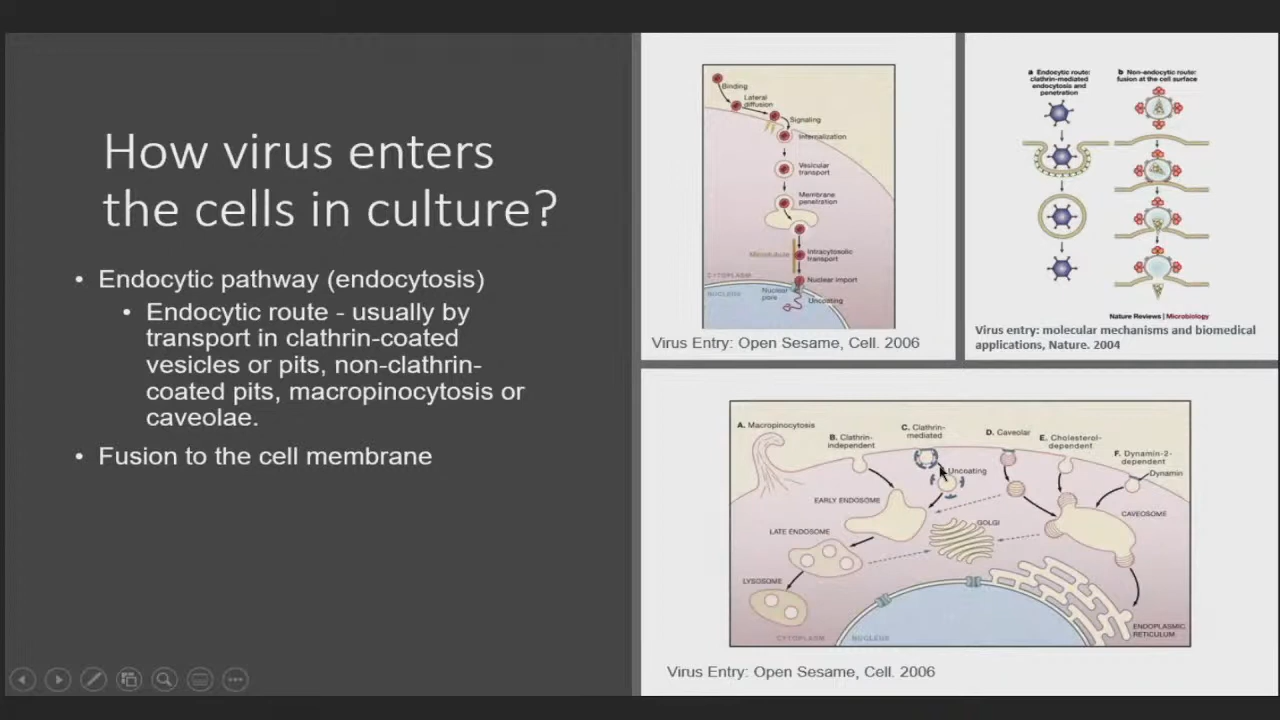 How virus enters
the cells in culture?
• Endocytic pathway (endocytosis)
• Endocytic route - usually by
transport in clathrin-coated
vesicles or pits, non-clathrin-
coated pits, macropinocytosis or
caveolae.
• Fusion to the cell membrane
Binding
Lateral
diffusion
Signaling
Internalization
Vesicular
transport
Membrane
penetration
Microtubule
Intracytosolic
transport
CYTOPLASM
Nuclear import
NUCLEUS
Nuclear
pore
Uncoating
Virus Entry: Open Sesame, Cell. 2006
a Endocytic route:
clathrin-mediated
endocytosis and
penetration
b Non-endocytic route:
fusion at the cell surface
Nature Reviews | Microbiology
Virus entry: molecular mechanisms and biomedical
applications, Nature. 2004
A. Macropinocytosis
B. Clathrin-
independent
C. Clathrin-
mediated
D. Caveolar
E. Cholesterol-
dependent
F. Dynamin-2-
dependent
Dynamin
Uncoating
EARLY ENDOSOME
CAVEOSOME
GOLGI
LATE ENDOSOME
LYSOSOME
CYTOPLASM
NUCLEUS
ENDOPLASMIC
RETICULUM
Virus Entry: Open Sesame, Cell. 2006